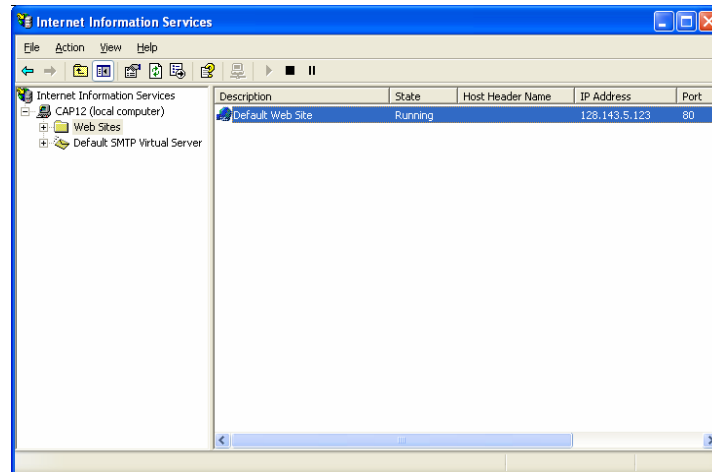 Internet Information Services
File Action View Help
Internet Information Services
CAP12 (local computer)
Web Sites
Default SMTP Virtual Server
Description State Host Header Name IP Address Port
Default Web Site Running 128.143.5.123 80